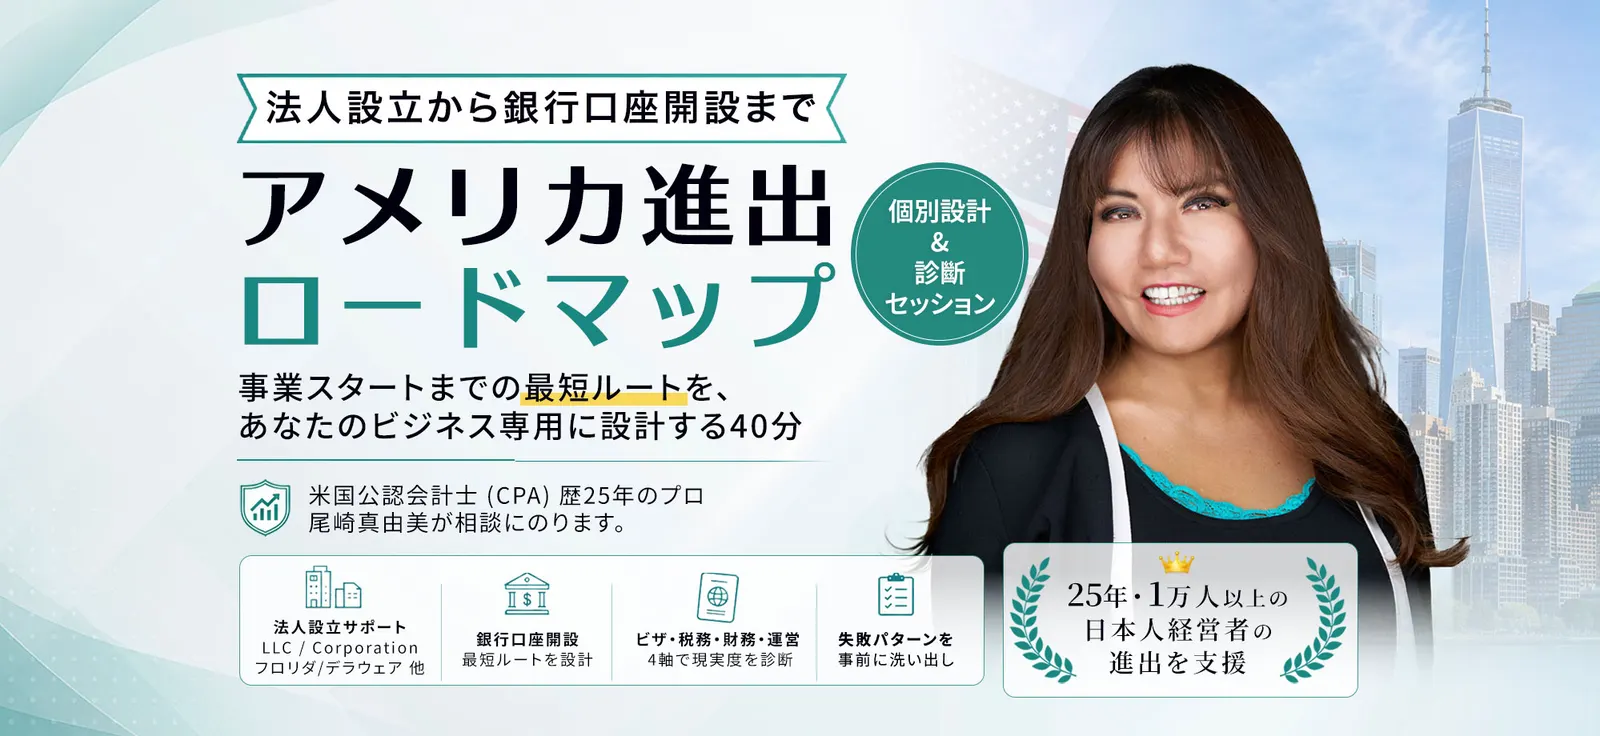 法人設立から銀行口座開設まで
アメリカ進出
ロードマップ
個別設計
&
診断
セッション
事業スタートまでの最短ルートを、
あなたのビジネス専用に設計する40分
米国公認会計士 (CPA) 歴25年のプロ
尾崎真由美が相談にのります。
法人設立サポート
LLC / Corporation
フロリダ/デラウェア 他
銀行口座開設
最短ルートを設計
ビザ・税務・財務・運営
4軸で現実度を診断
失敗パターンを
事前に洗い出し
25年・1万人以上の
日本人経営者の
進出を支援